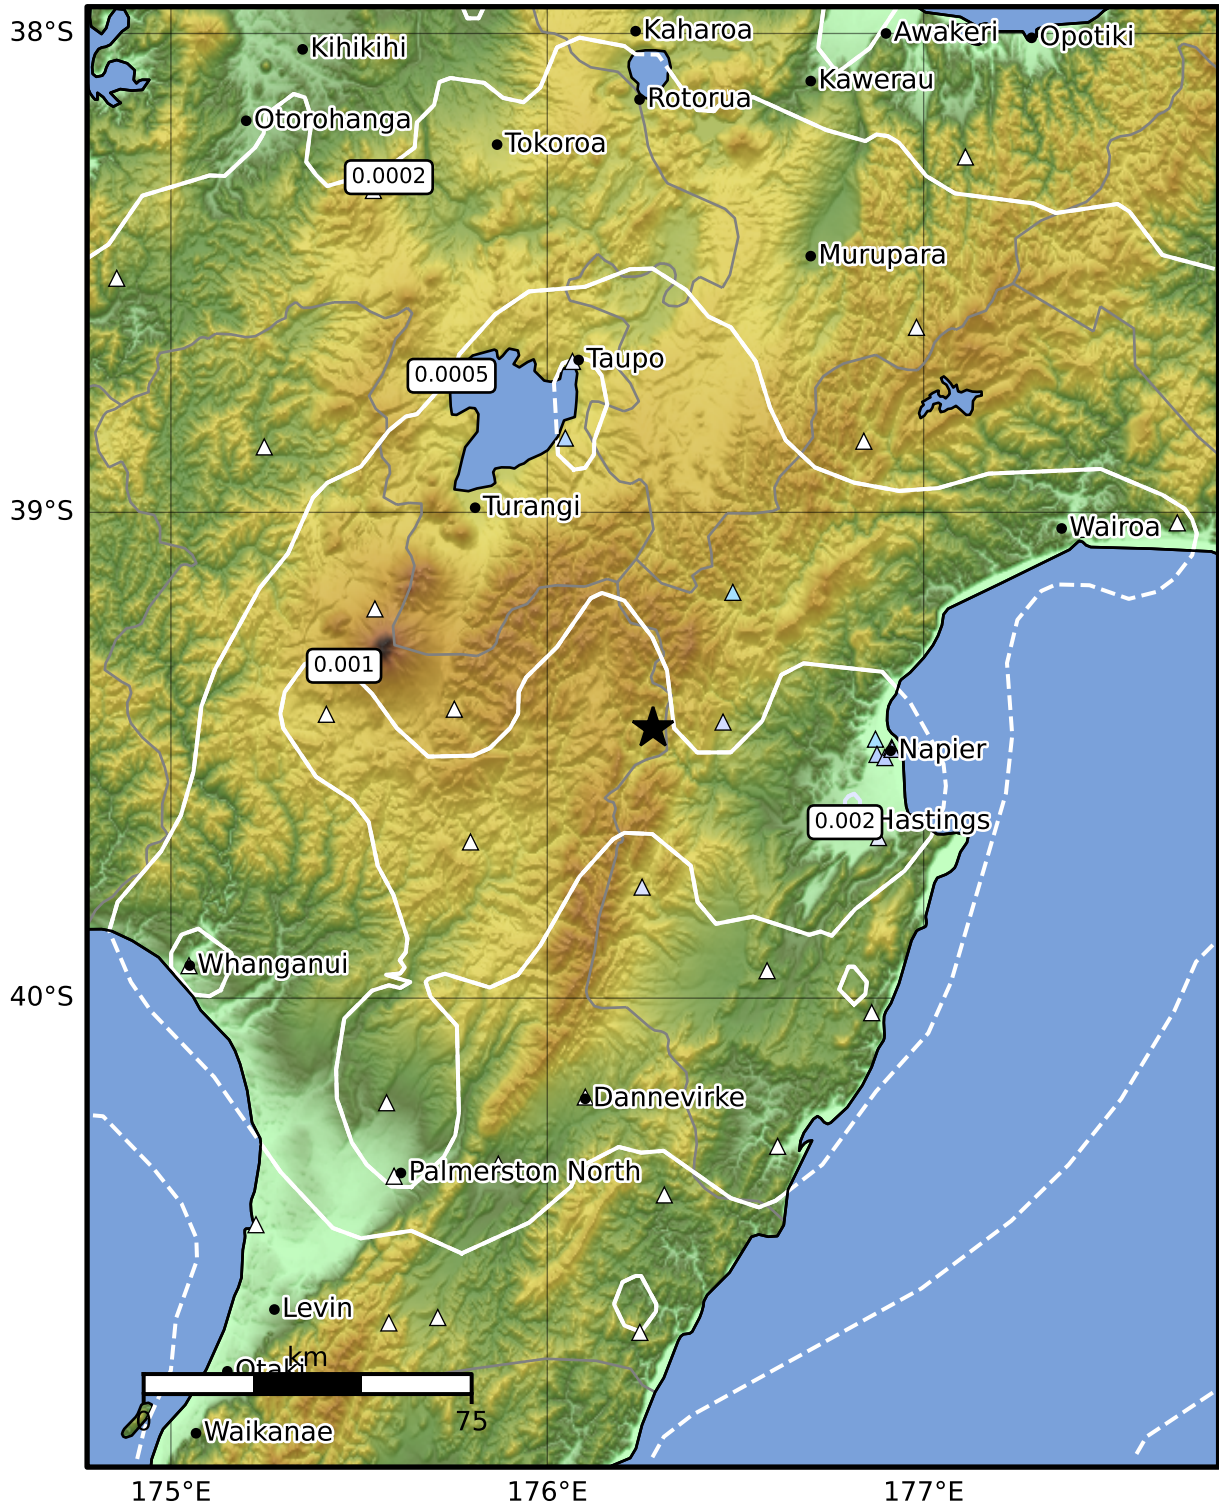 38°S
Kaharoa
Awakeri
Opotiki
Kihikihi
Kawerau
Rotorua
Otorohanga
Tokoroa
0.0002
Murupara
Taupo
0.0005
39°S
Turangi
Wairoa
0.001
Napier
0.002
Hastings
Whanganui
40°S
Dannevirke
Palmerston North
Levin
km
Otaki
0
75
Waikanae
175°E
176°E
177°E